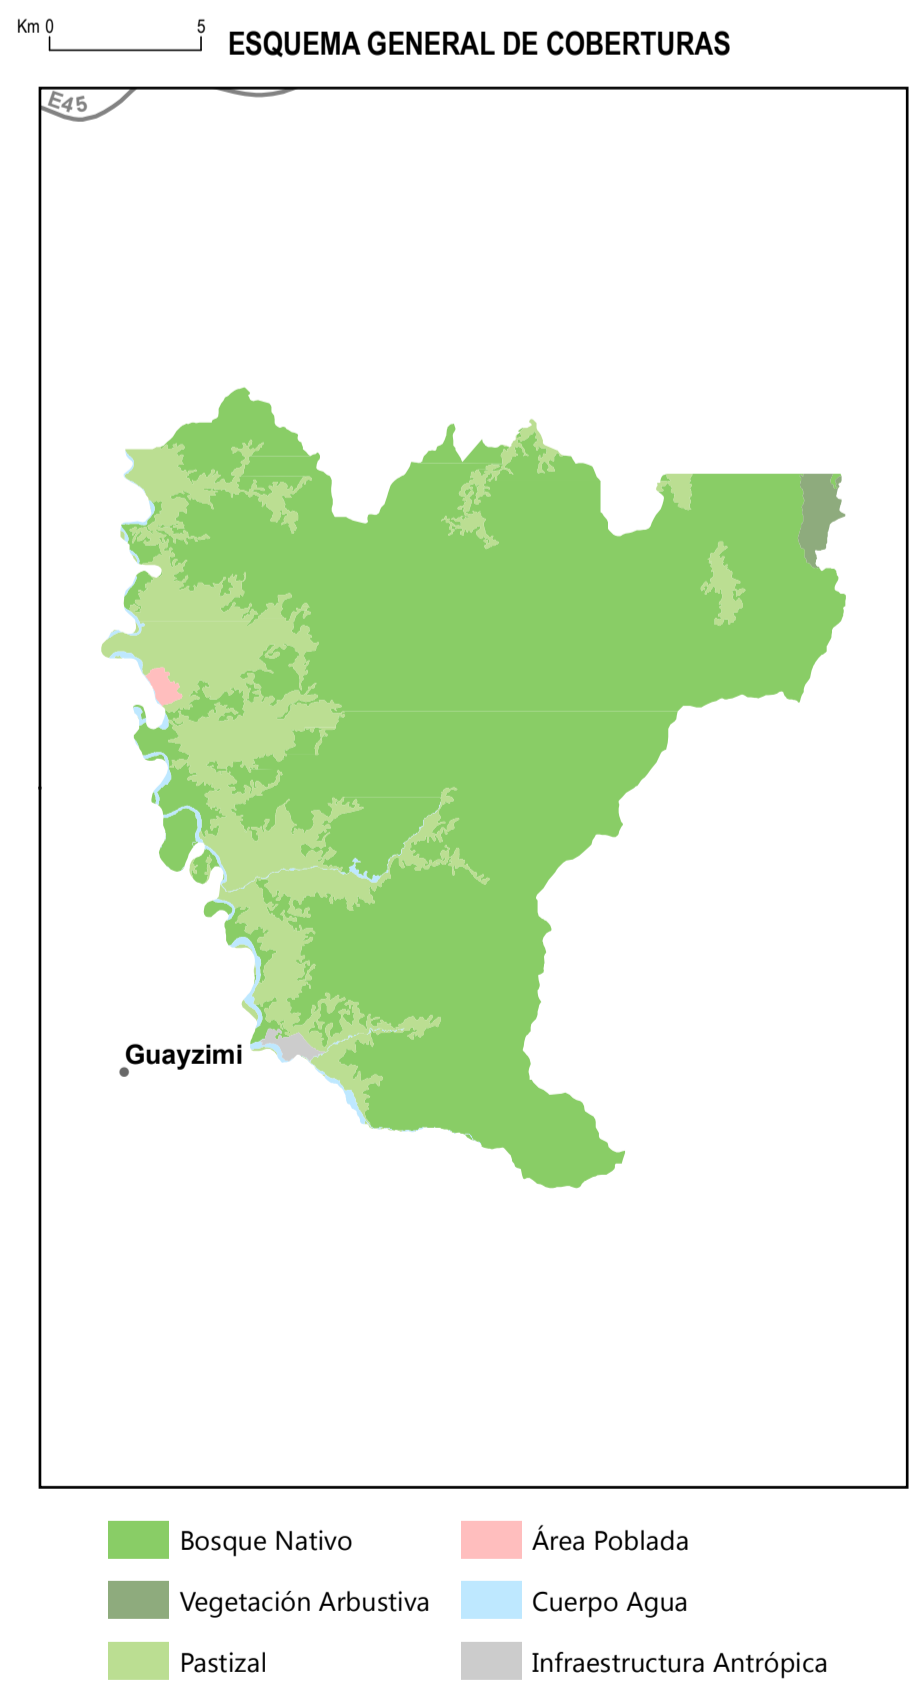 Km 0 5
ESQUEMA GENERAL DE COBERTURAS
E45
Guayzimi
Bosque Nativo
Área Poblada
Vegetación Arbustiva
Cuerpo Agua
Pastizal
Infraestructura Antrópica